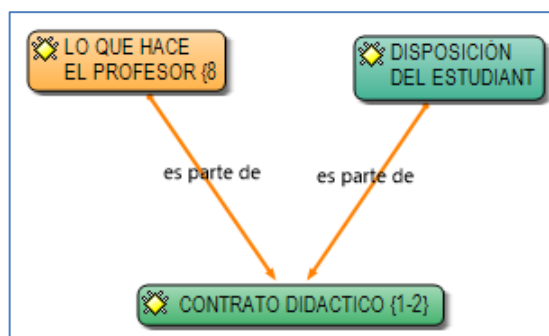 LO QUE HACE
EL PROFESOR {8
DISPOSICIÓN
DEL ESTUDIANT
es parte de
es parte de
CONTRATO DIDACTICO {1-2}